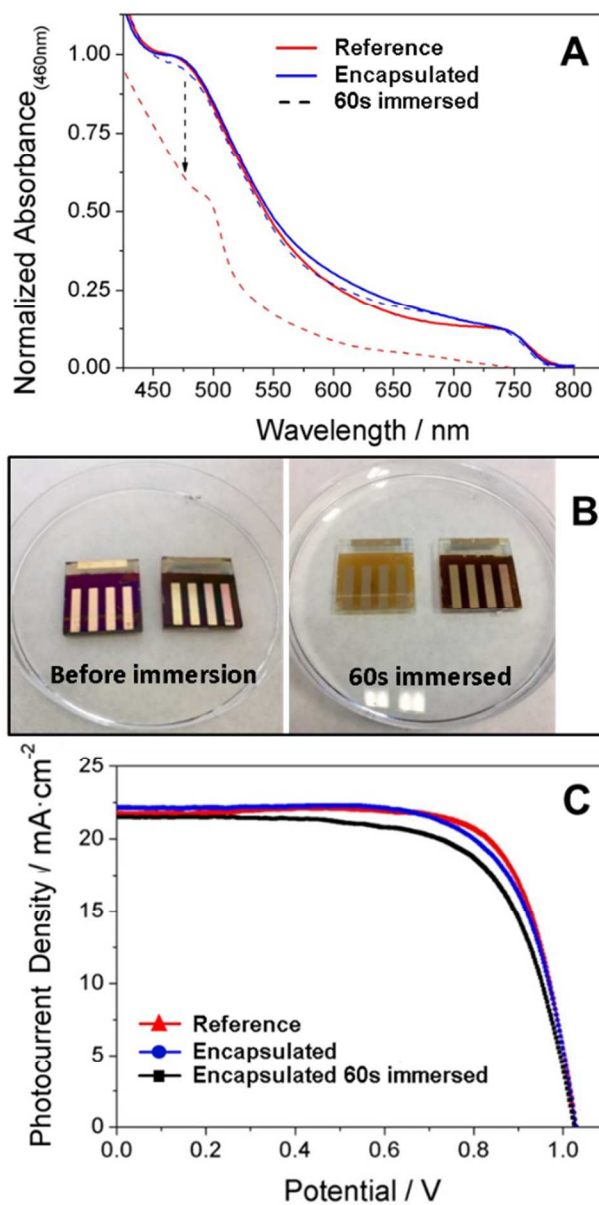 A
Normalized Absorbance(460nm)
1.00
0.75
0.50
0.25
0.00
Reference
Encapsulated
60s immersed
450 500 550 600 650 700 750 800
Wavelength / nm
B
Before immersion
60s immersed
C
Photocurrent Density / mA·cm⁻²
25
20
15
10
5
0
Reference
Encapsulated
Encapsulated 60s immersed
0.0 0.2 0.4 0.6 0.8 1.0
Potential / V